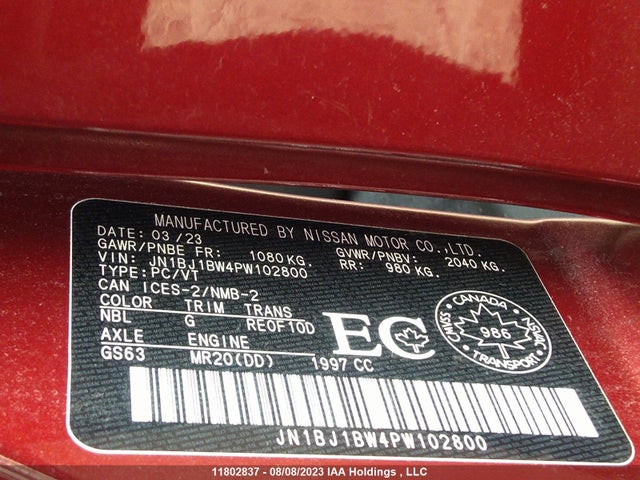 MANUFACTURED BY NISSAN MOTOR CO.,LTD.
DATE: 03 /23
GAWR/PNBE FR: 1080 KG. GVWR/PNBV: 2040 KG.
VIN: JN1BJ1BW4PW102800 RR: 980 KG.
TYPE:PC/VT
CAN ICES-2/NMB-2
COLOR TRIM TRANS
NBL G RE0F10D
AXLE ENGINE
GS63 MR20(DD) 1997 CC
EC
CANADA
986
TRANSPORT
JN1BJ1BW4PW102800
11802837 - 08/08/2023 IAA Holdings , LLC